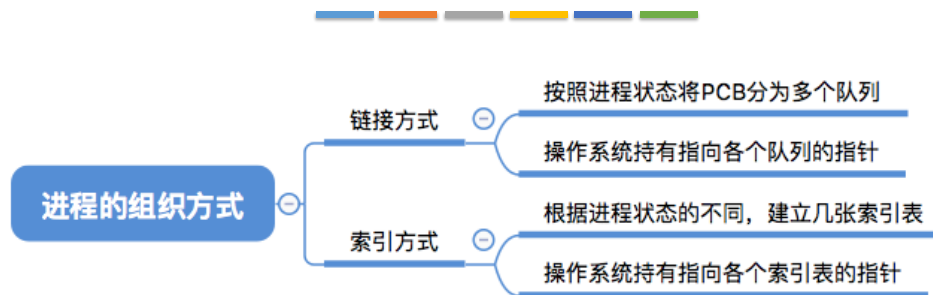 按照进程状态将PCB分为多个队列
链接方式
操作系统持有指向各个队列的指针
进程的组织方式
根据进程状态的不同，建立几张索引表
索引方式
操作系统持有指向各个索引表的指针